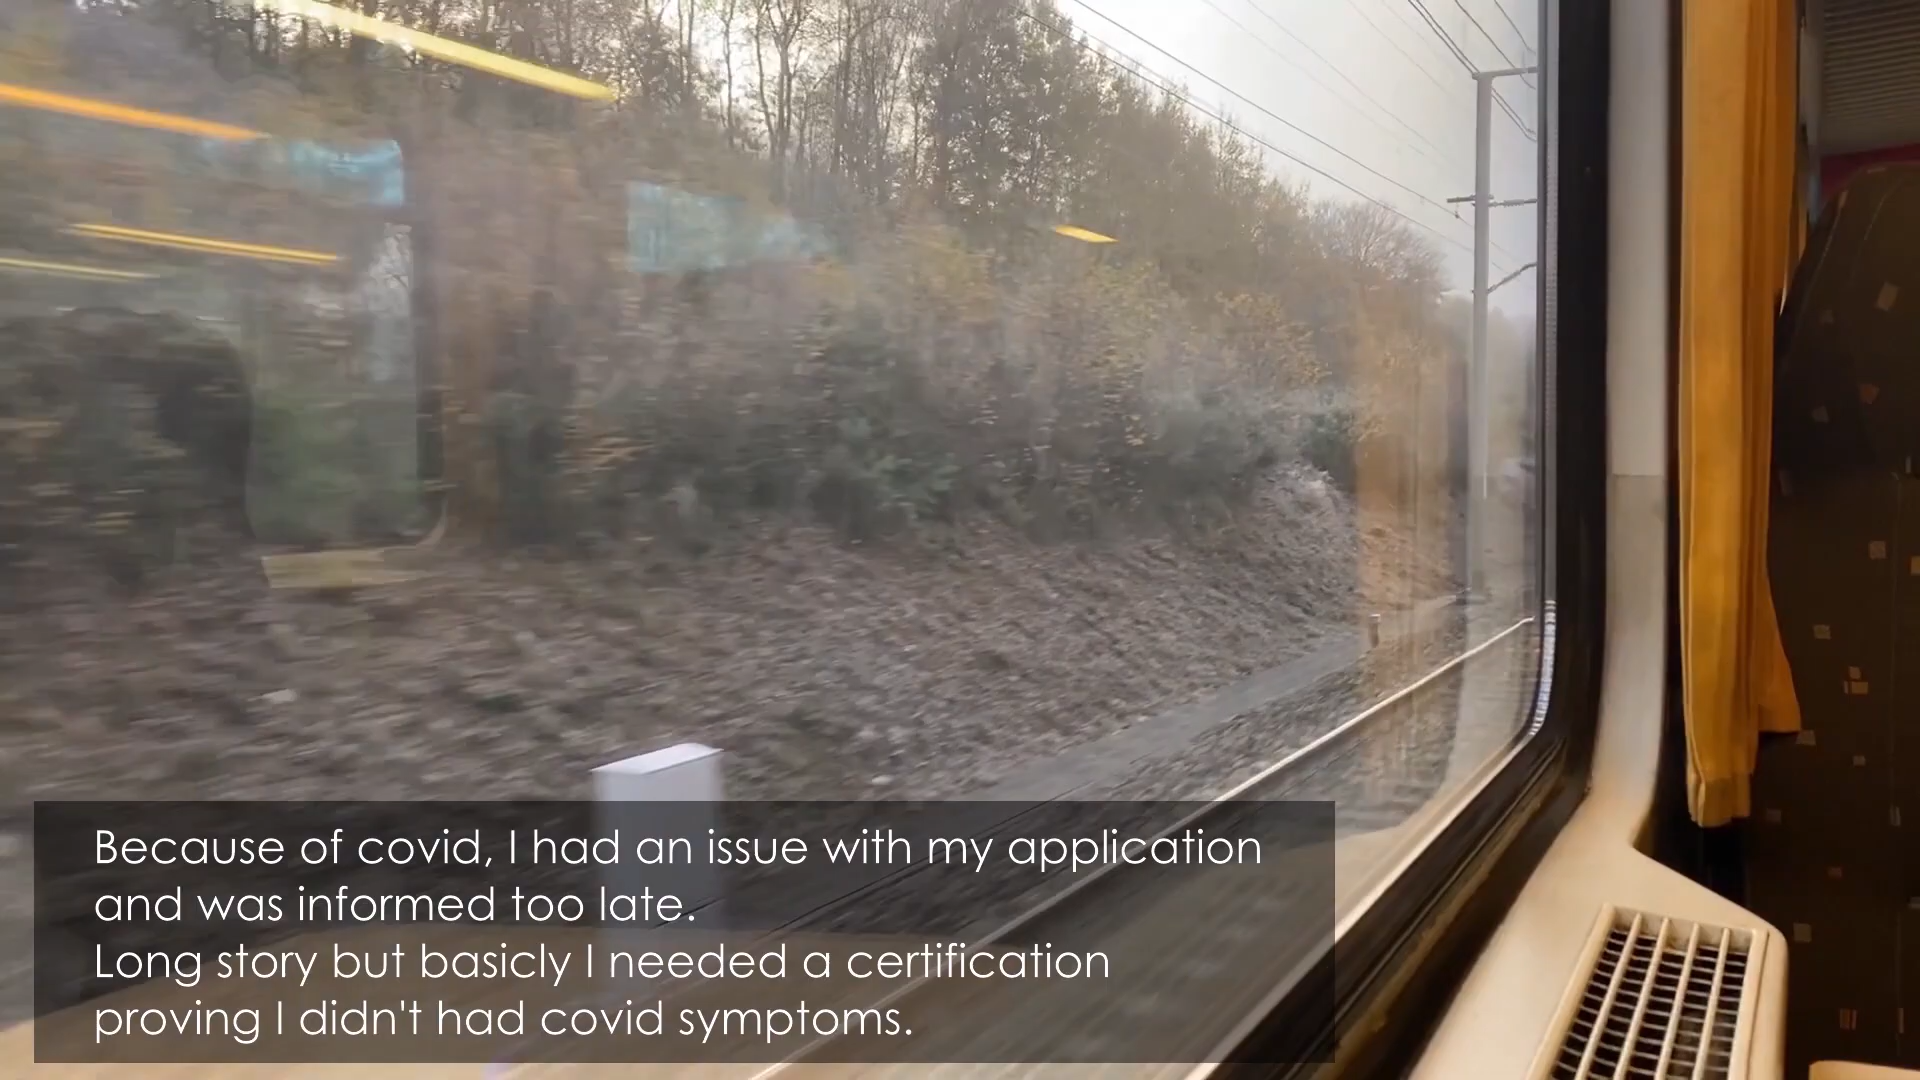 Because of covid, I had an issue with my application
and was informed too late.
Long story but basicly I needed a certification
proving I didn't had covid symptoms.